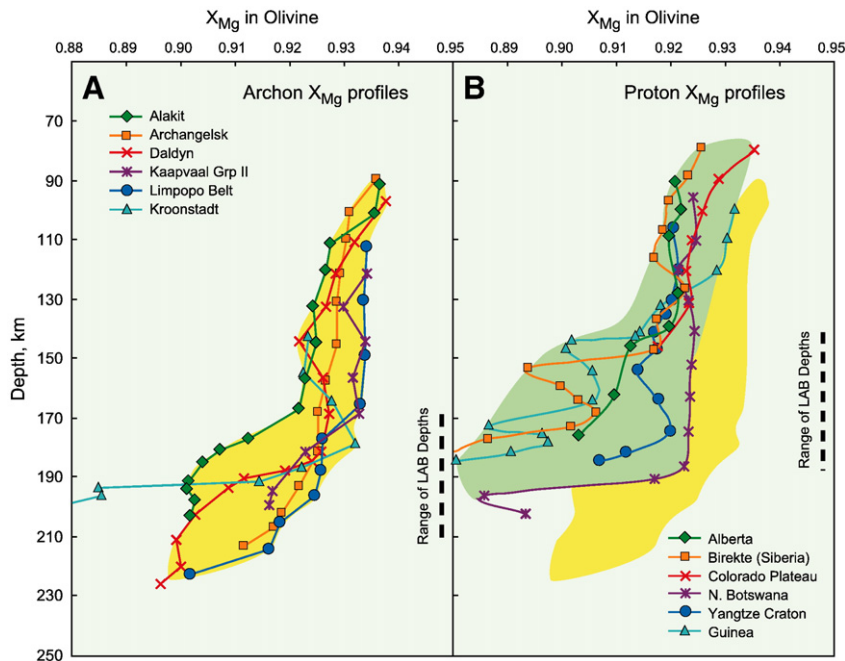 X_Mg in Olivine
X_Mg in Olivine
0.88 0.89 0.90 0.91 0.92 0.93 0.94 0.95 0.89 0.90 0.91 0.92 0.93 0.94 0.95
A
Archon X_Mg profiles
Alakit
Archangelsk
Daldyn
Kaapvaal Grp II
Limpopo Belt
Kroonstadt
B
Proton X_Mg profiles
Depth, km
70
90
110
130
150
170
190
210
230
250
Range of LAB Depths
Range of LAB Depths
Alberta
Birekte (Siberia)
Colorado Plateau
N. Botswana
Yangtze Craton
Guinea